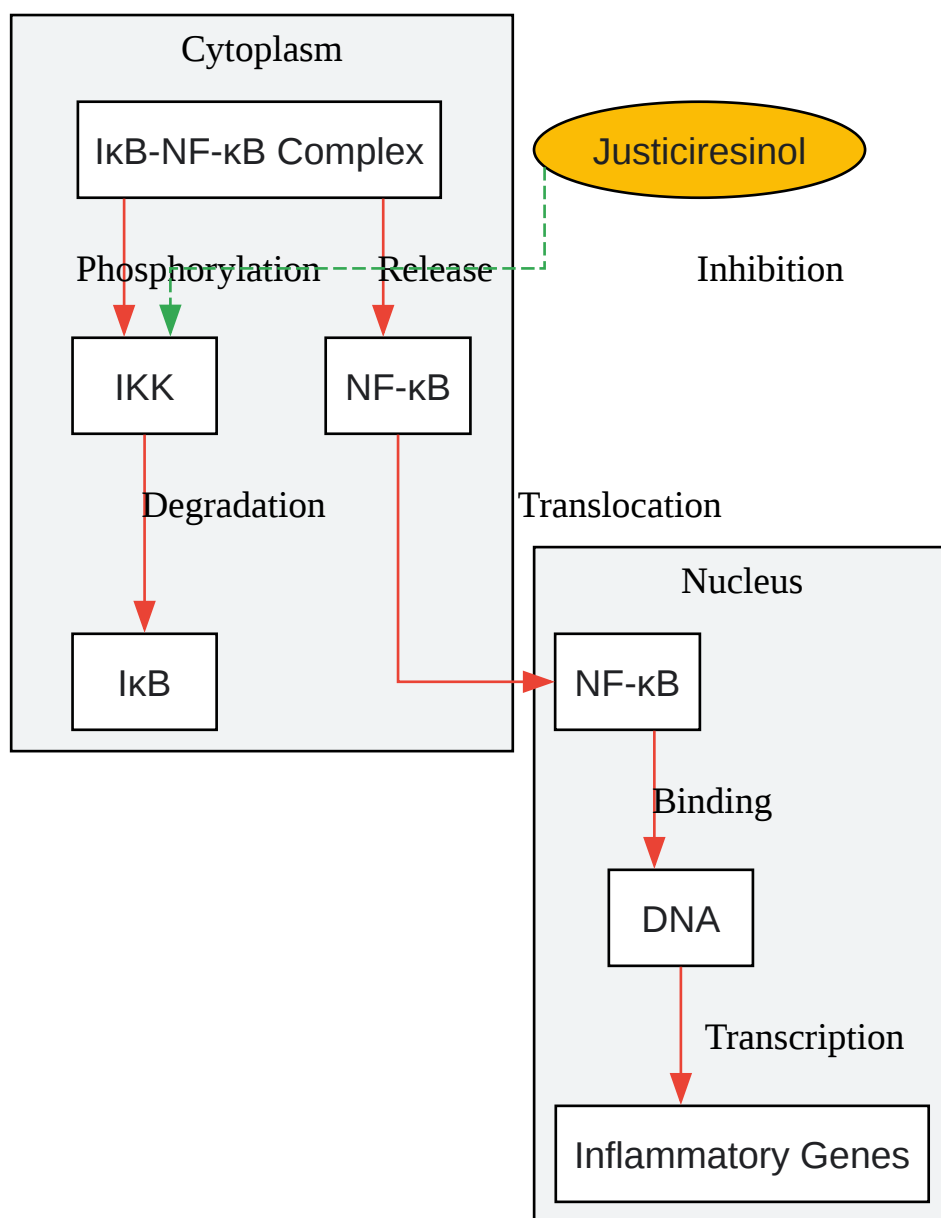 Cytoplasm
IκB-NF-κB Complex
Justiciresinol
Phosphorylation
Release
Inhibition
IKK
NF-κB
Degradation
Translocation
Nucleus
IκB
NF-κB
Binding
DNA
Transcription
Inflammatory Genes